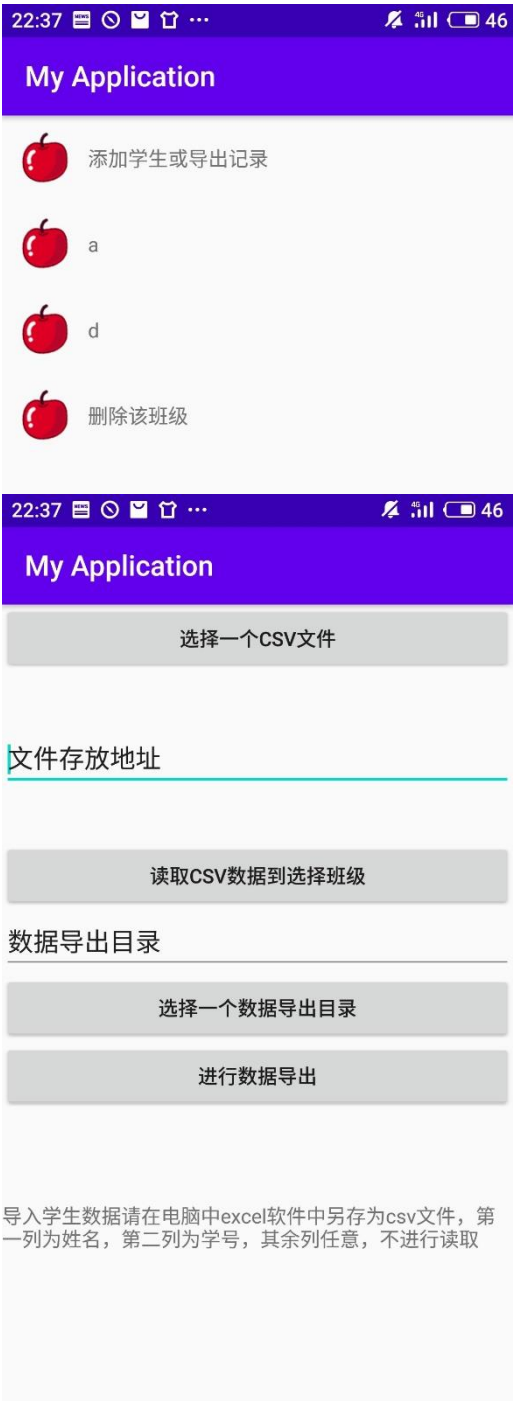 22:37 NEWS ... 4G 46
My Application
添加学生或导出记录
a
d
删除该班级
22:37 NEWS ... 4G 46
My Application
选择一个CSV文件
文件存放地址
读取CSV数据到选择班级
数据导出目录
选择一个数据导出目录
进行数据导出
导入学生数据请在电脑中excel软件中另存为csv文件，第
一列为姓名，第二列为学号，其余列任意，不进行读取